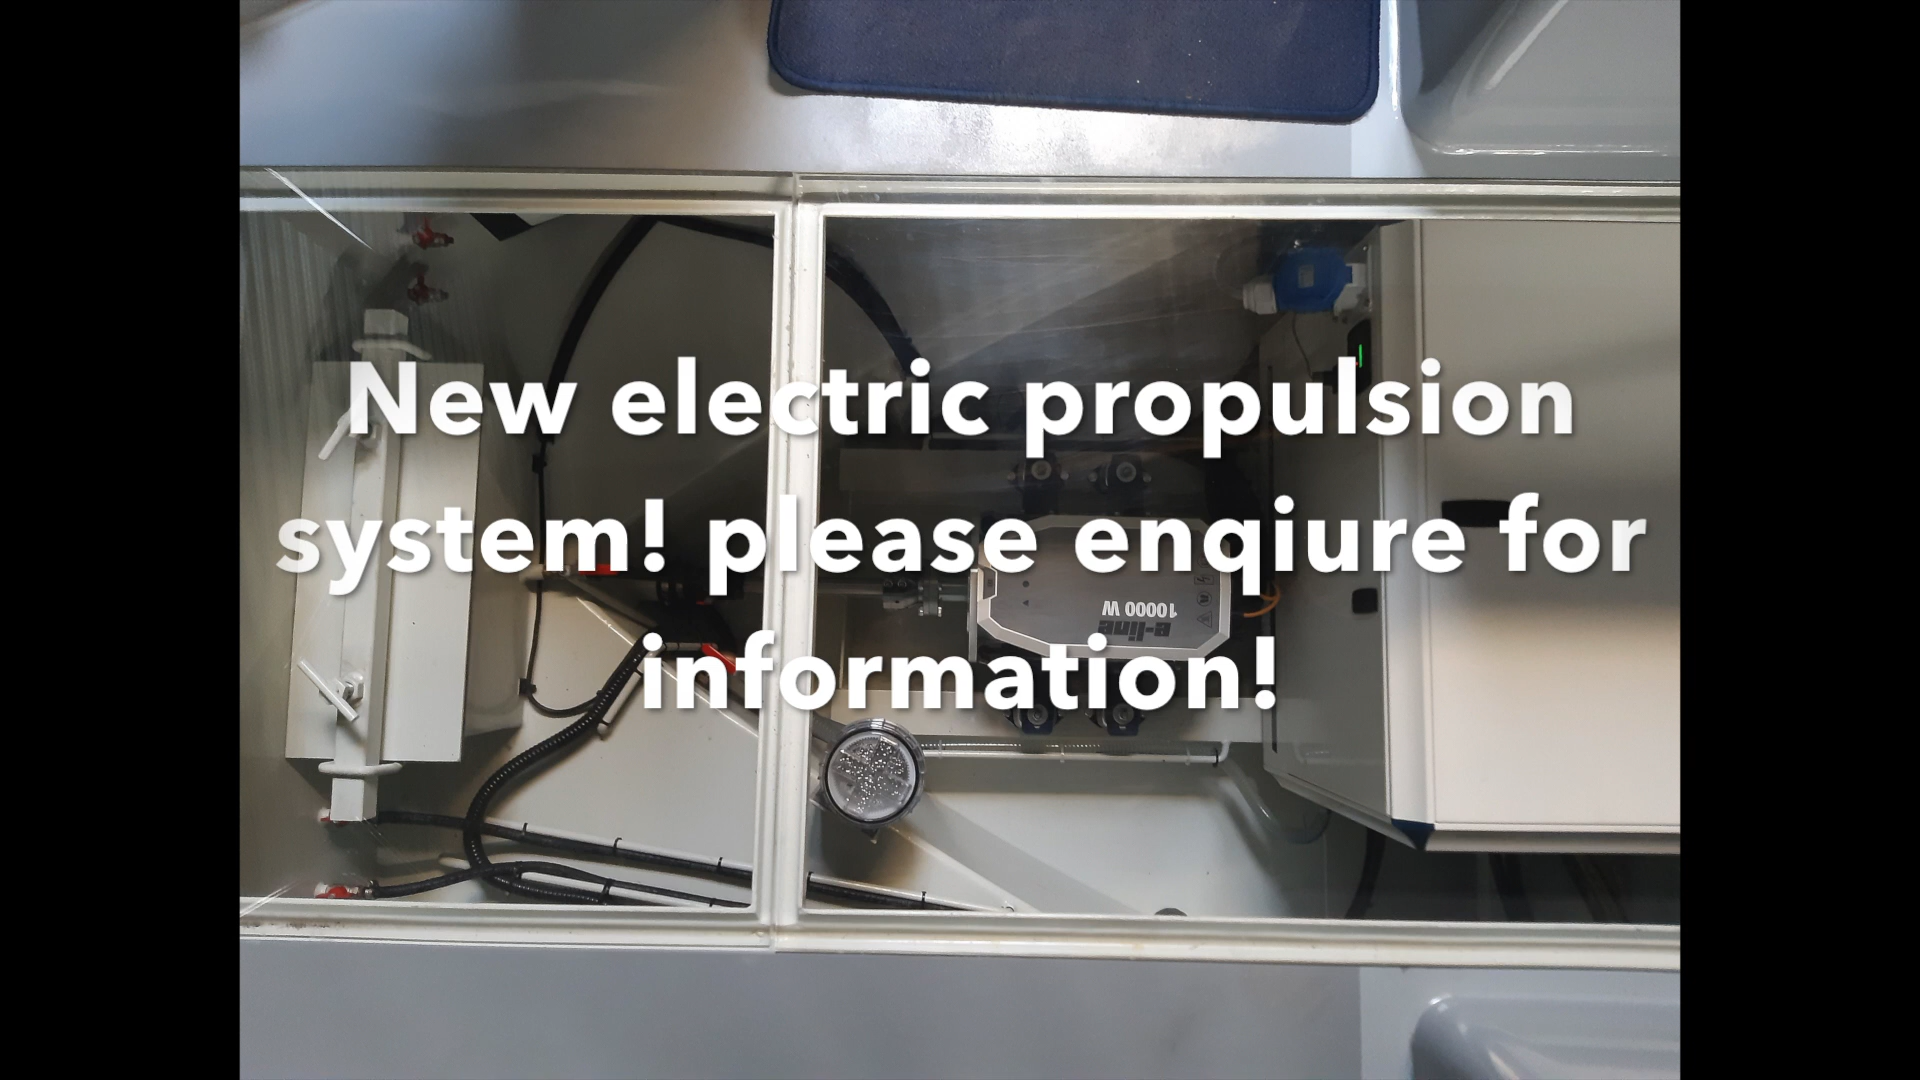 New electric propulsion
system! please enqiure for
information!
10000 W
e-line